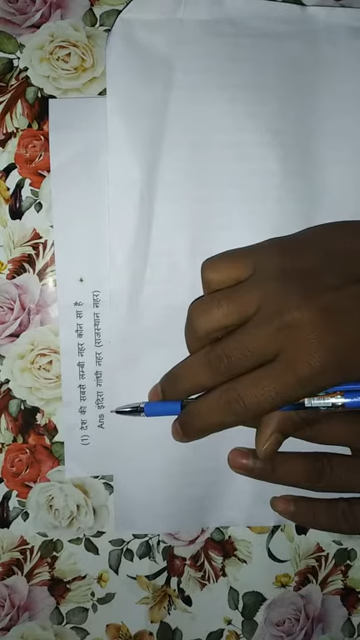 (1) देश की सबसे लम्बी नहर कौन सा है
Ans इंदिरा गांधी नहर (राजस्थान नहर)